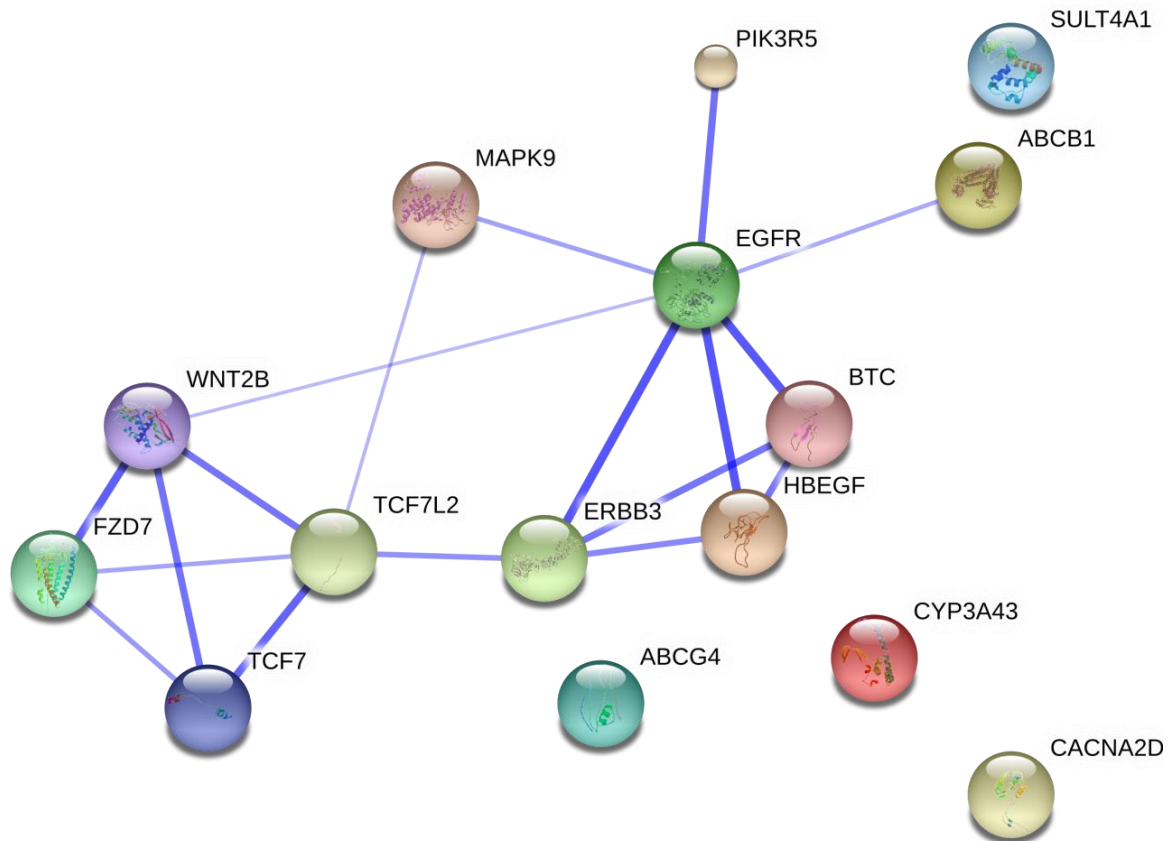 SULT4A1
PIK3R5
ABCB1
MAPK9
EGFR
WNT2B
BTC
HBEGF
TCF7L2
ERBB3
FZD7
CYP3A43
TCF7
ABCG4
CACNA2D